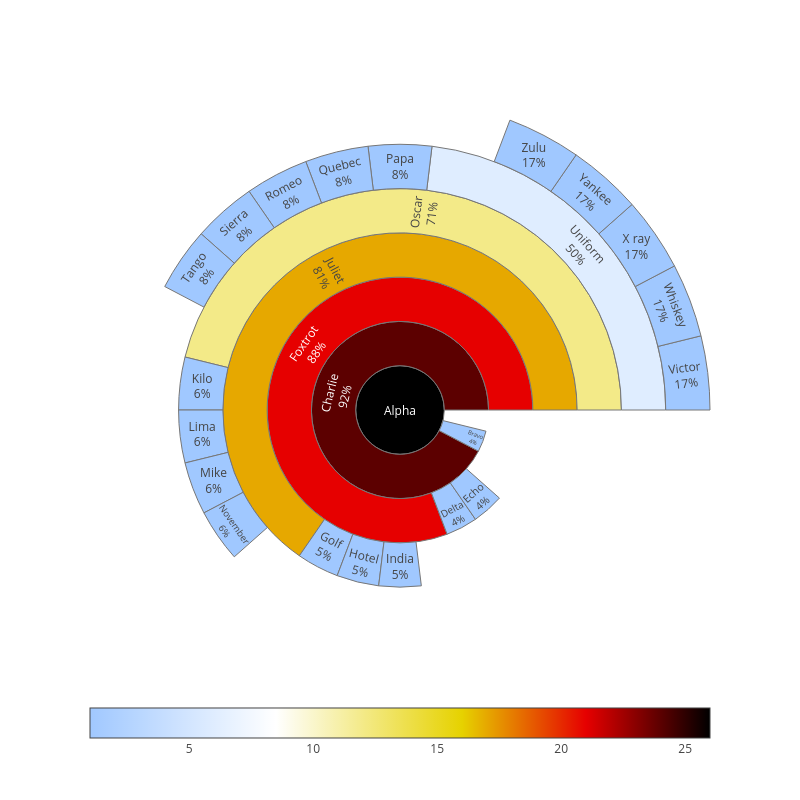 Zulu
17%
Yankee
17%
X ray
17%
Whiskey
17%
Victor
17%
Uniform
50%
Papa
8%
Quebec
8%
Romeo
8%
Sierra
8%
Tango
8%
Oscar
71%
Juliet
81%
Foxtrot
88%
Charlie
92%
Alpha
Bravo
4%
Kilo
6%
Lima
6%
Mike
6%
November
6%
Golf
5%
Hotel
5%
India
5%
Delta
4%
Echo
4%
5
10
15
20
25